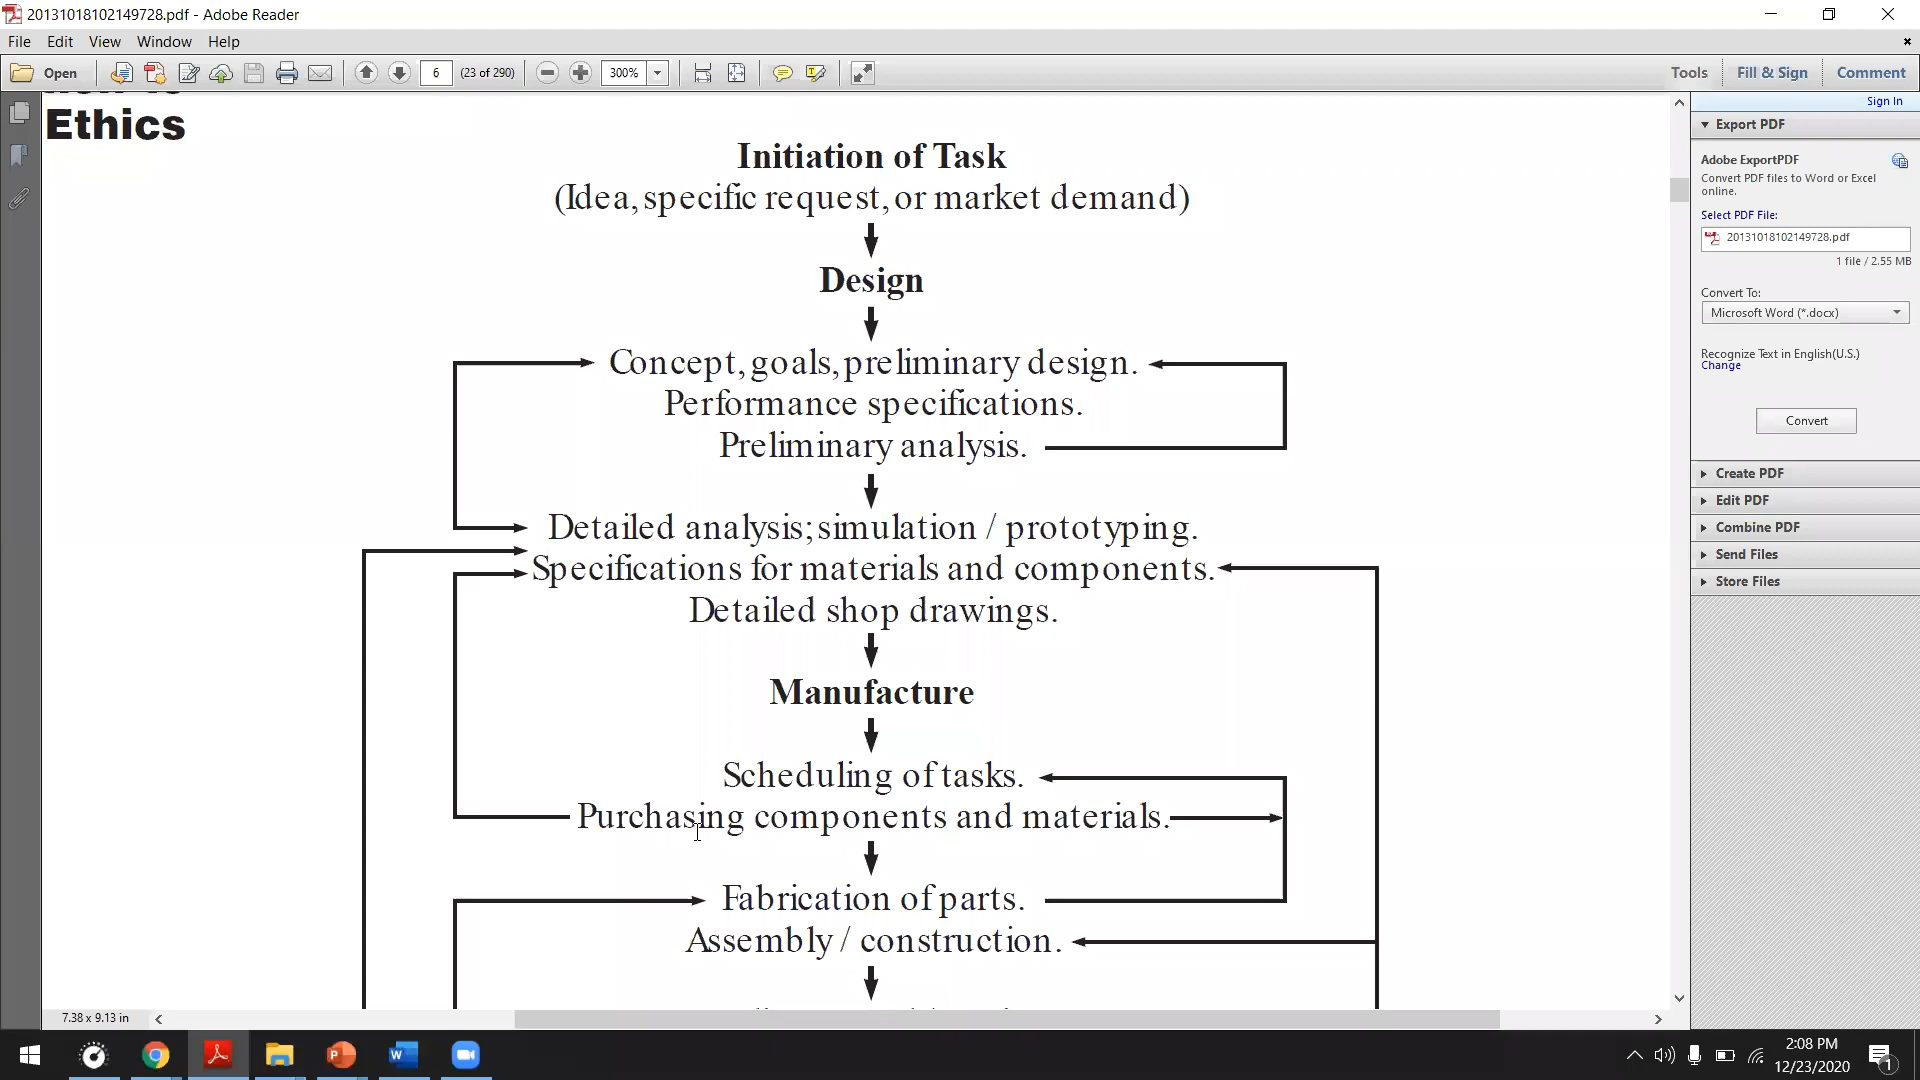 20131018102149728.pdf - Adobe Reader
File Edit View Window Help
Open 6 (23 of 290) 300% Tools Fill & Sign Comment
Sign In
Ethics
Initiation of Task
(Idea, specific request, or market demand)
Design
Concept, goals, preliminary design.
Performance specifications.
Preliminary analysis.
Detailed analysis; simulation / prototyping.
Specifications for materials and components.
Detailed shop drawings.
Manufacture
Scheduling of tasks.
Purchasing components and materials.
Fabrication of parts.
Assembly / construction.
Export PDF
Adobe ExportPDF
Convert PDF files to Word or Excel
online.
Select PDF File:
20131018102149728.pdf
1 file / 2.55 MB
Convert To:
Microsoft Word (*.docx)
Recognize Text in English(U.S.)
Change
Convert
Create PDF
Edit PDF
Combine PDF
Send Files
Store Files
7.38 x 9.13 in
2:08 PM
12/23/2020
1